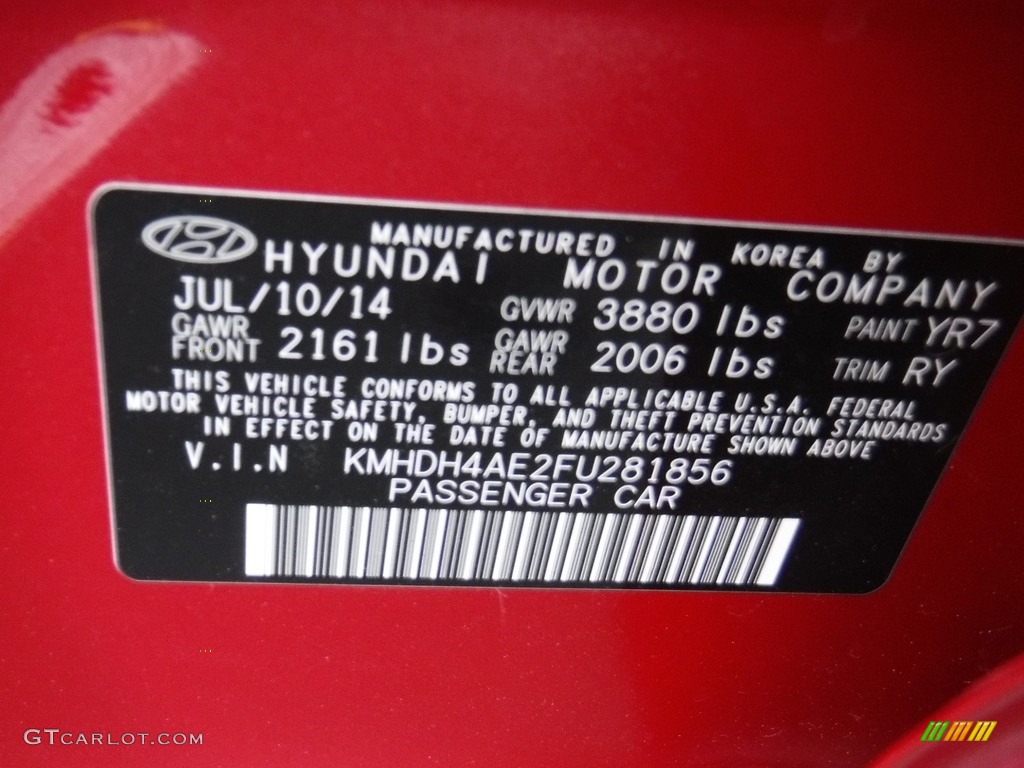 MANUFACTURED IN KOREA BY
HYUNDAI MOTOR COMPANY
JUL/10/14 GVWR 3880 lbs PAINT YR7
GAWR FRONT 2161 lbs GAWR REAR 2006 lbs TRIM RY
THIS VEHICLE CONFORMS TO ALL APPLICABLE U.S.A. FEDERAL
MOTOR VEHICLE SAFETY, BUMPER, AND THEFT PREVENTION STANDARDS
IN EFFECT ON THE DATE OF MANUFACTURE SHOWN ABOVE
V.I.N KMHDH4AE2FU281856
PASSENGER CAR
GTCARLOT.COM